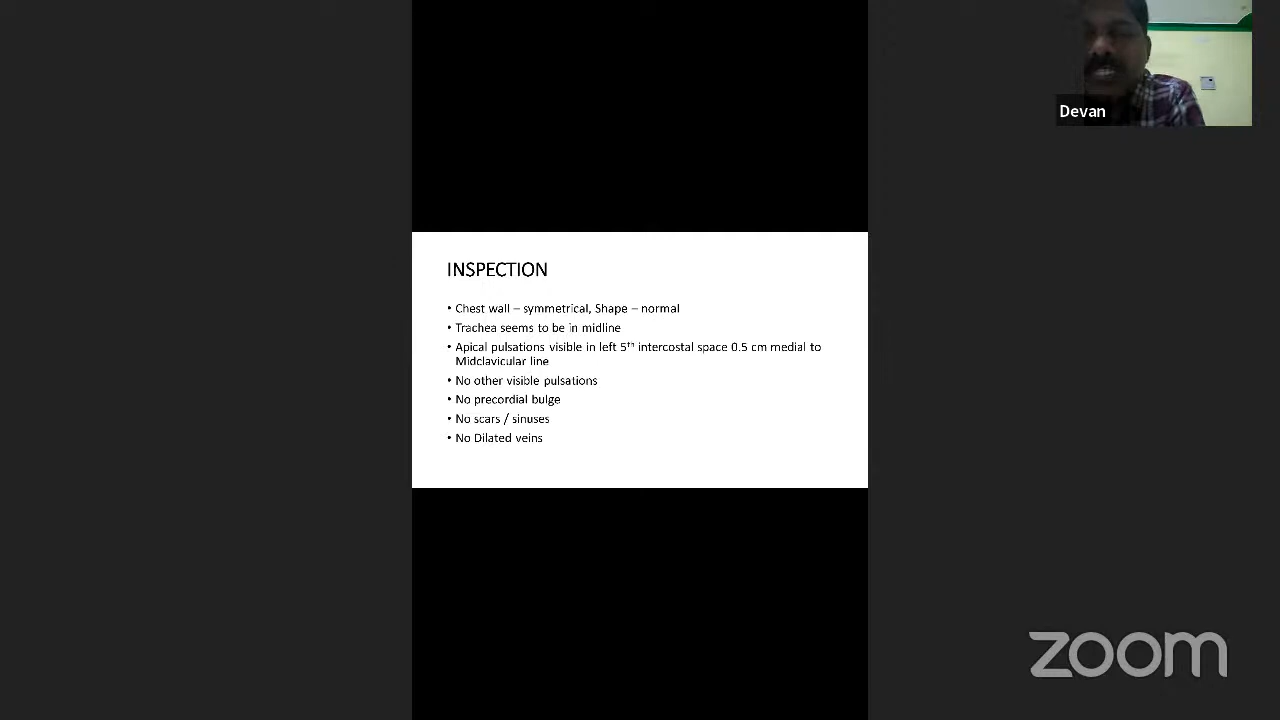 Devan
INSPECTION
• Chest wall – symmetrical, Shape – normal
• Trachea seems to be in midline
• Apical pulsations visible in left 5th intercostal space 0.5 cm medial to
Midclavicular line
• No other visible pulsations
• No precordial bulge
• No scars / sinuses
• No Dilated veins
zoom